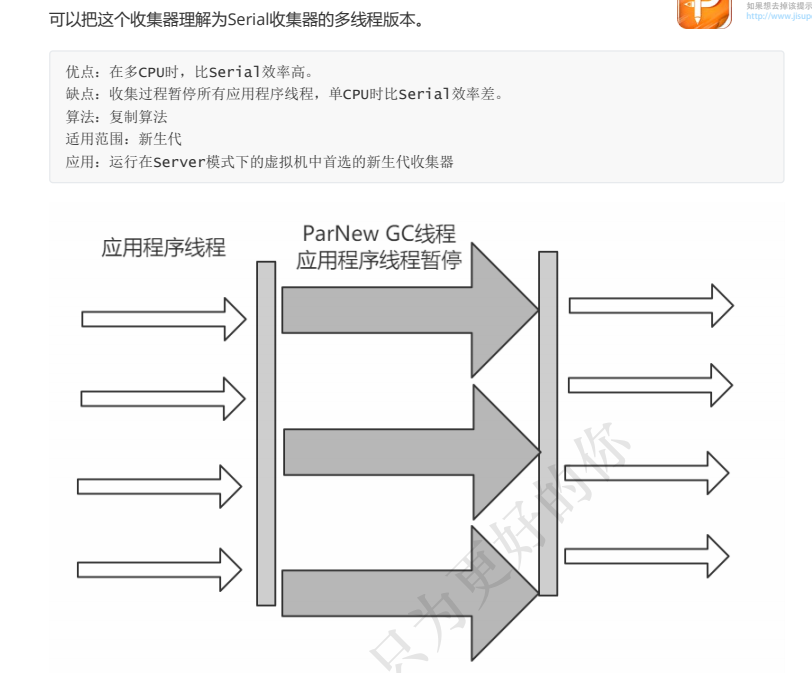 如果想去掉该提示
http://www.jisupd
可以把这个收集器理解为Serial收集器的多线程版本。
优点：在多CPU时，比Serial效率高。
缺点：收集过程暂停所有应用程序线程，单CPU时比Serial效率差。
算法：复制算法
适用范围：新生代
应用：运行在Server模式下的虚拟机中首选的新生代收集器
应用程序线程
ParNew GC线程
应用程序线程暂停
只为更好的你